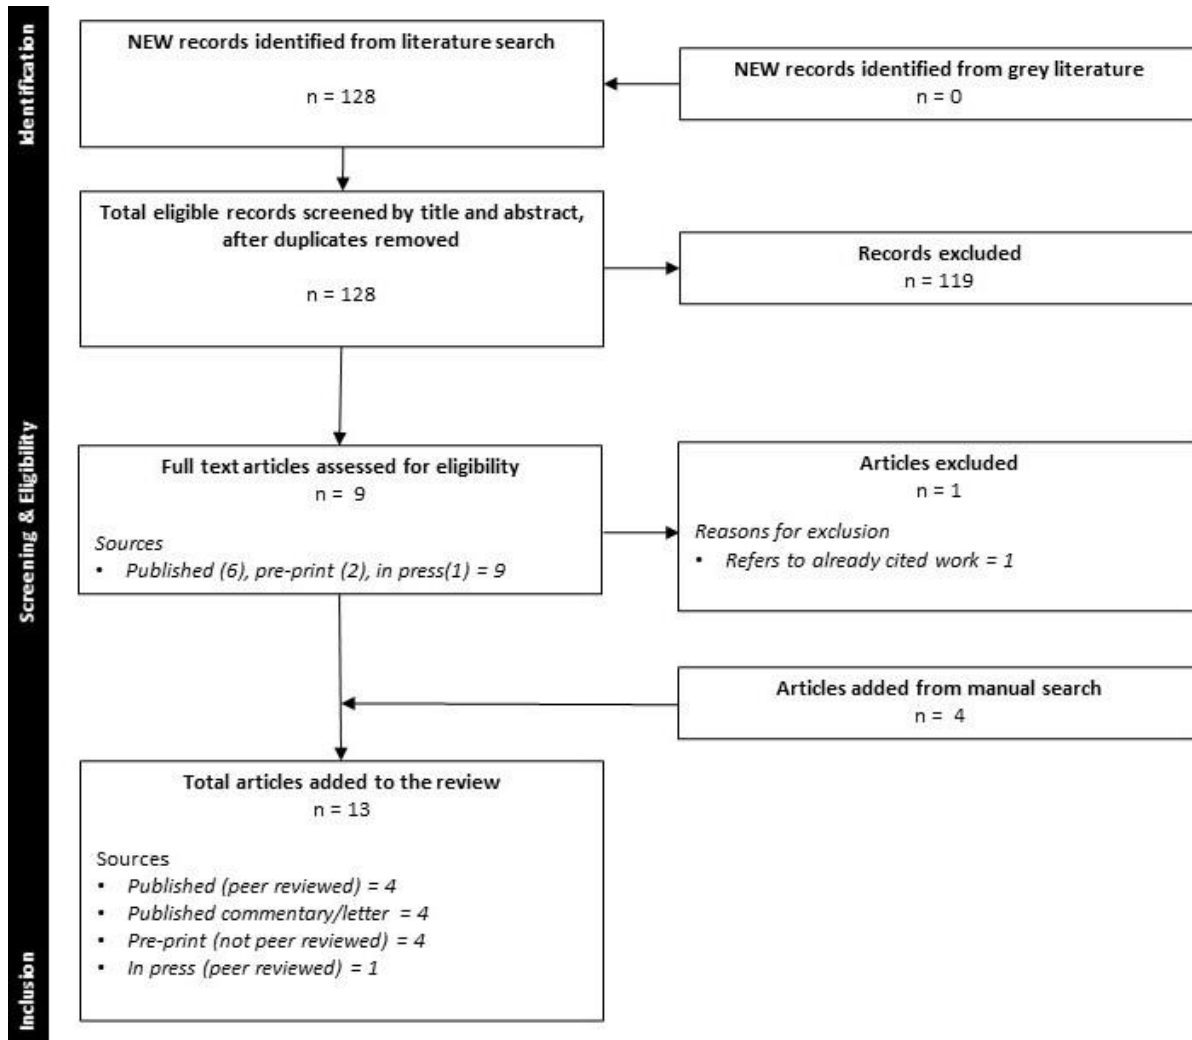 Identification
NEW records identified from literature search
n = 128
NEW records identified from grey literature
n = 0
Screening & Eligibility
Total eligible records screened by title and abstract,
after duplicates removed
n = 128
Records excluded
n = 119
Full text articles assessed for eligibility
n = 9
Sources
• Published (6), pre-print (2), in press(1) = 9
Articles excluded
n = 1
Reasons for exclusion
• Refers to already cited work = 1
Articles added from manual search
n = 4
Inclusion
Total articles added to the review
n = 13
Sources
• Published (peer reviewed) = 4
• Published commentary/letter = 4
• Pre-print (not peer reviewed) = 4
• In press (peer reviewed) = 1